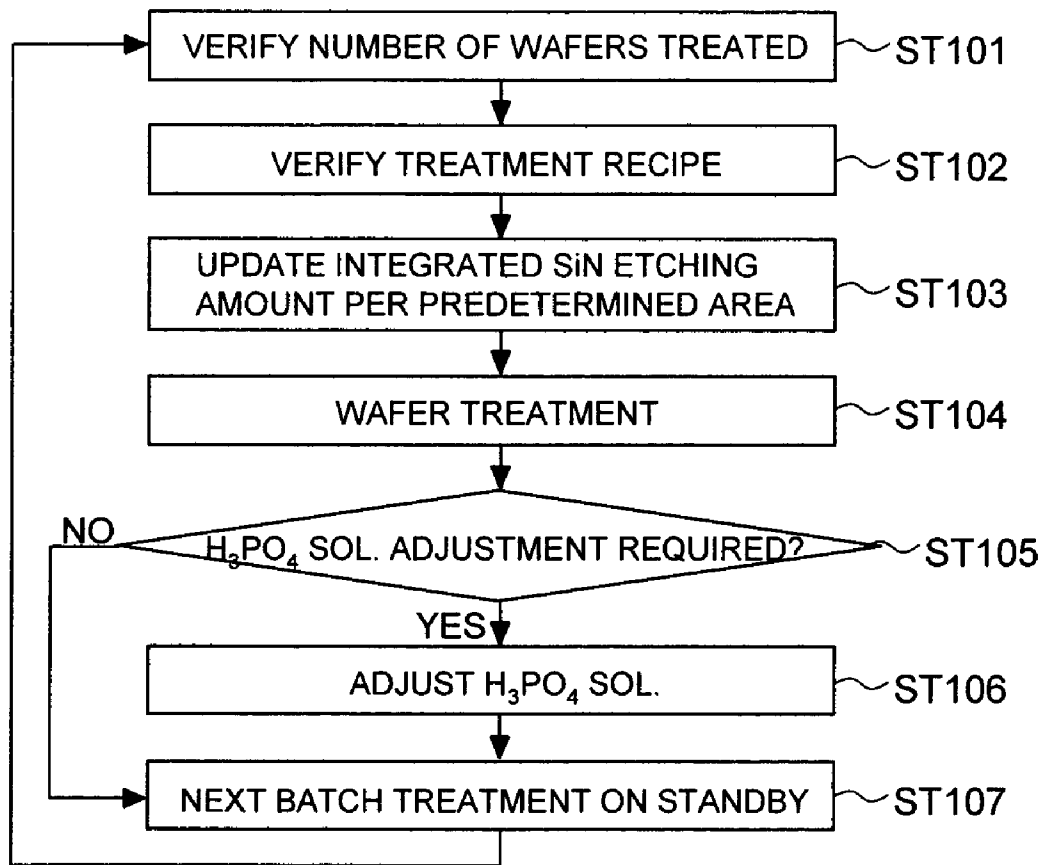 VERIFY NUMBER OF WAFERS TREATED ST101
VERIFY TREATMENT RECIPE ST102
UPDATE INTEGRATED SiN ETCHING
AMOUNT PER PREDETERMINED AREA ST103
WAFER TREATMENT ST104
NO
H₃PO₄ SOL. ADJUSTMENT REQUIRED? ST105
YES
ADJUST H₃PO₄ SOL. ST106
NEXT BATCH TREATMENT ON STANDBY ST107